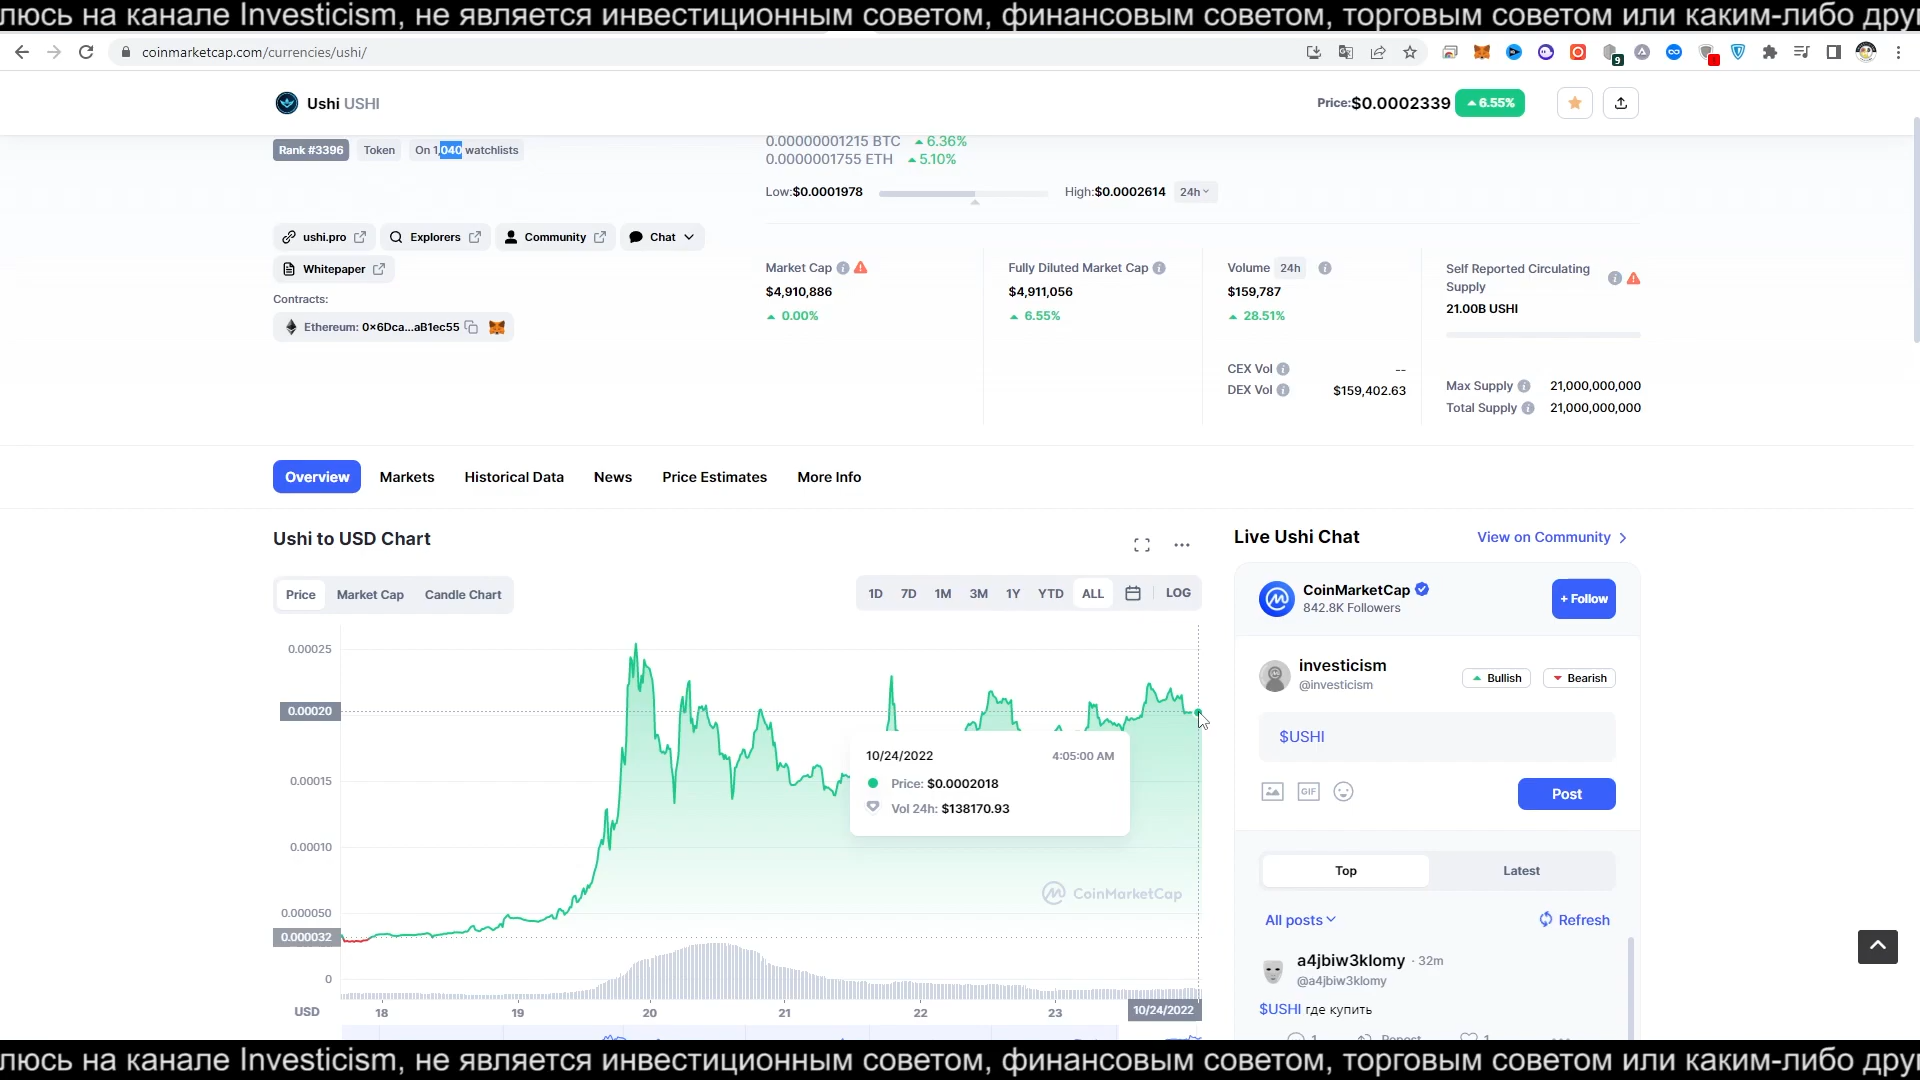 люсь на канале Investicism, не является инвестиционным советом, финансовым советом, торговым советом или каким-либо друг
coinmarketcap.com/currencies/ushi/
9
Ushi USHI
Price:$0.0002339 6.55%
Rank #3396 Token On 1,040 watchlists
0.00000001215 BTC 6.36%
0.0000001755 ETH 5.10%
Low:$0.0001978 High:$0.0002614 24h
ushi.pro Explorers Community Chat
Whitepaper
Contracts:
Ethereum: 0x6Dca...aB1ec55
Market Cap
$4,910,886
0.00%
Fully Diluted Market Cap
$4,911,056
6.55%
Volume 24h
$159,787
28.51%
CEX Vol --
DEX Vol $159,402.63
Self Reported Circulating
Supply
21.00B USHI
Max Supply 21,000,000,000
Total Supply 21,000,000,000
Overview Markets Historical Data News Price Estimates More Info
Ushi to USD Chart
Price Market Cap Candle Chart
1D 7D 1M 3M 1Y YTD ALL LOG
0.00025
0.00020
0.00015
0.00010
0.000050
0.000032
0
10/24/2022 4:05:00 AM
Price: $0.0002018
Vol 24h: $138170.93
CoinMarketCap
USD 18 19 20 21 22 23 10/24/2022
Live Ushi Chat View on Community
CoinMarketCap
842.8K Followers
+ Follow
investicism
@investicism
Bullish Bearish
$USHI
GIF
Post
Top Latest
All posts Refresh
a4jbiw3klomy · 32m
@a4jbiw3klomy
$USHI где купить
1 Repost 1
люсь на канале Investicism, не является инвестиционным советом, финансовым советом, торговым советом или каким-либо друг